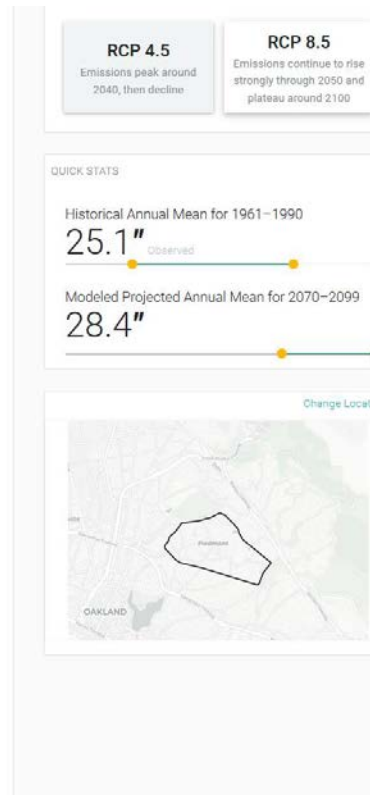 RCP 4.5
Emissions peak around
2040, then decline
RCP 8.5
Emissions continue to rise
strongly through 2050 and
plateau around 2100
QUICK STATS
Historical Annual Mean for 1961–1990
25.1" Observed
Modeled Projected Annual Mean for 2070–2099
28.4"
Change Locat
Piedmont
OAKLAND